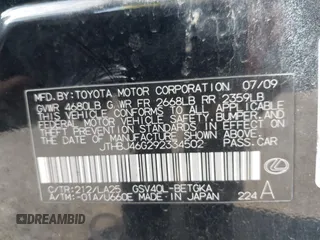 MFD.BY:TOYOTA MOTOR CORPORATION 07/09
GVWR 4680LB G WR FR 2668LB RR 2359LB
THIS VEHICLE CONFORMS TO ALL APPLICABLE
FEDERAL MOTOR VEHICLE SAFETY, BUMPER, AND
THEFT PREVENTION STANDARDS IN EFFECT ON
THE DATE OF MANUFACTURE SHOWN ABOVE.
JTHBJ46G292334502 PASS.CAR
C/TR:212/LA25 GSV40L-BETGKA
A/TM:-01A/U660E MADE IN JAPAN 224 A